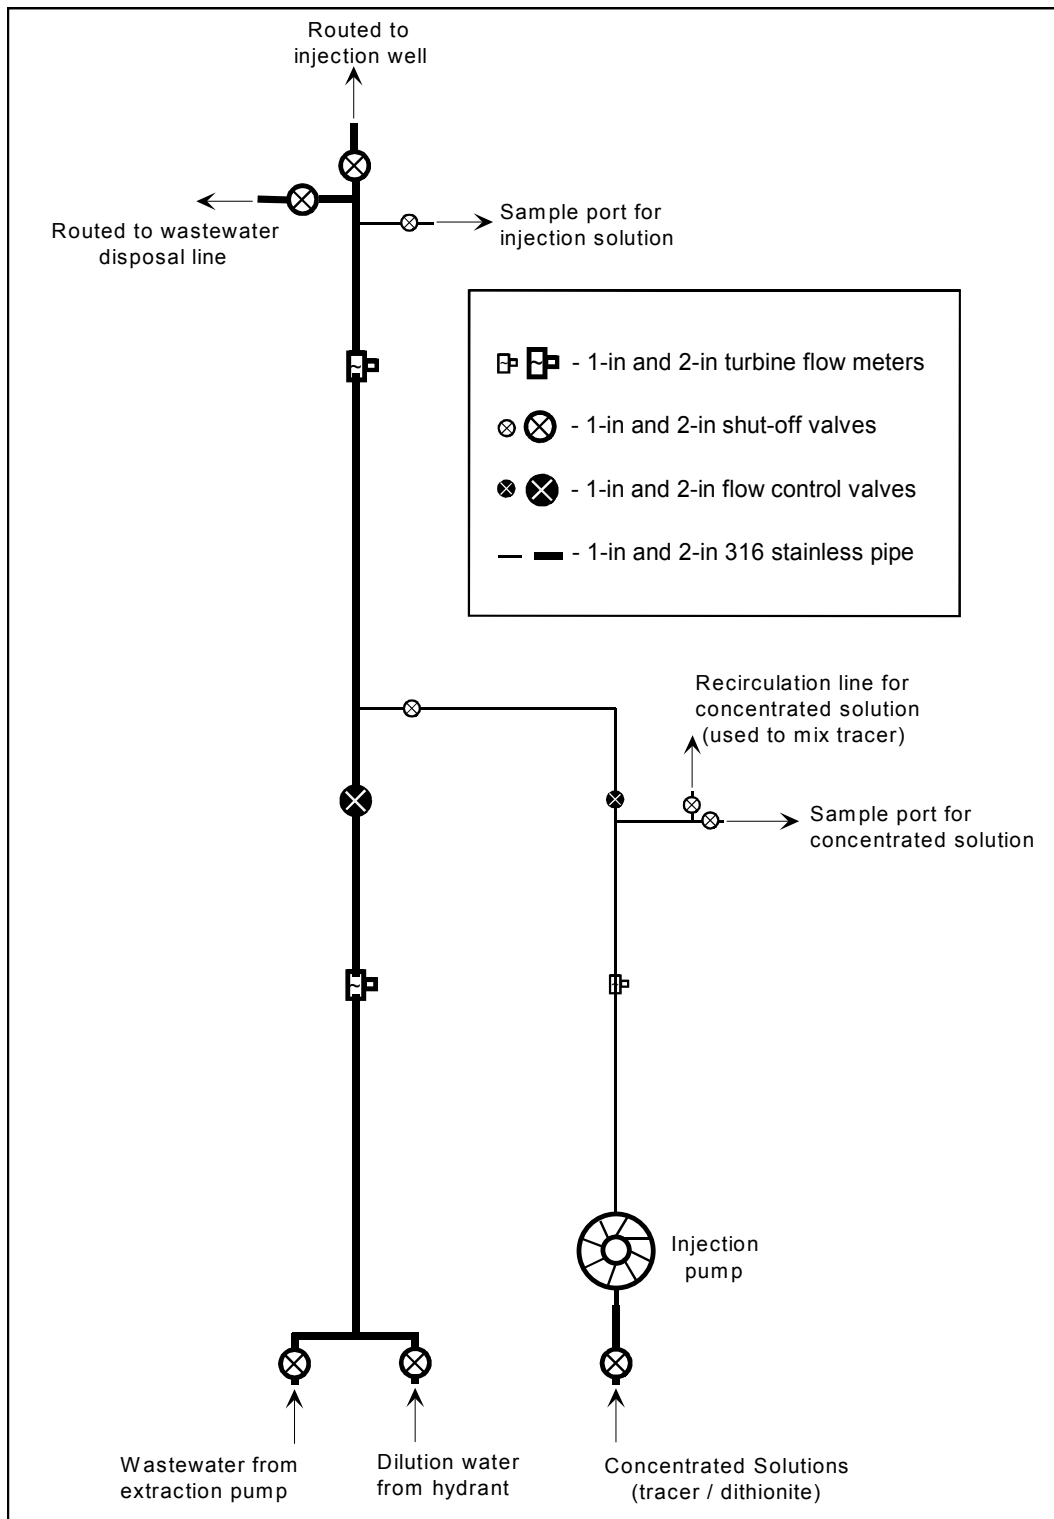 Routed to
injection well
Routed to wastewater
disposal line
Sample port for
injection solution
~ ~ - 1-in and 2-in turbine flow meters
- 1-in and 2-in shut-off valves
- 1-in and 2-in flow control valves
- 1-in and 2-in 316 stainless pipe
~
Recirculation line for
concentrated solution
(used to mix tracer)
Sample port for
concentrated solution
~
~
Injection
pump
Wastewater from
extraction pump
Dilution water
from hydrant
Concentrated Solutions
(tracer / dithionite)